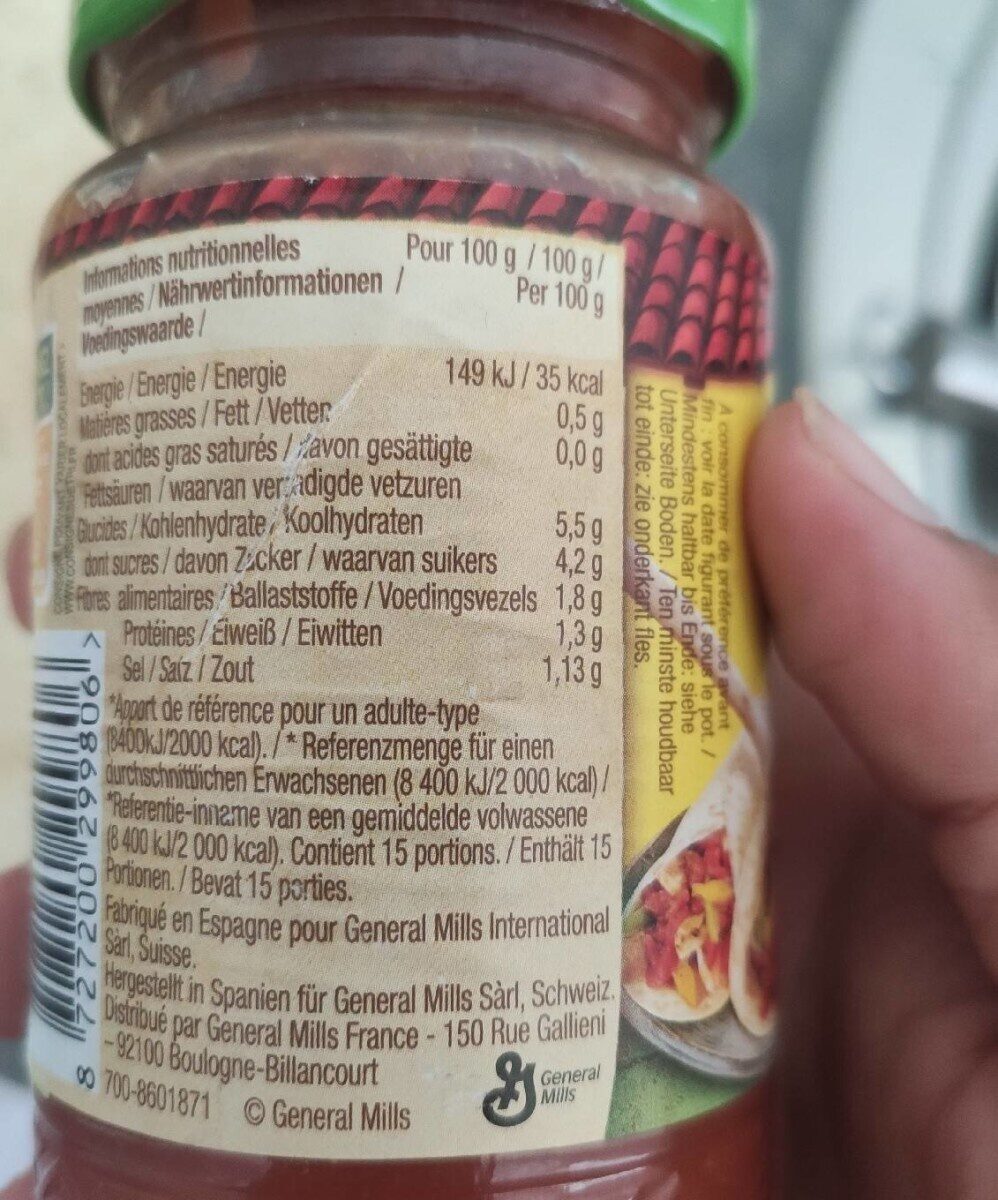 Informations nutritionnelles
moyennes / Nährwertinformationen /
Voedingswaarde /
Pour 100 g / 100 g /
Per 100 g
Energie / Energie / Energie 149 kJ / 35 kcal
Matières grasses / Fett / Vetten 0,5 g
dont acides gras saturés / davon gesättigte 0,0 g
Fettsäuren / waarvan verzadigde vetzuren
Glucides / Kohlenhydrate / Koolhydraten 5,5 g
dont sucres / davon Zucker / waarvan suikers 4,2 g
Fibres alimentaires / Ballaststoffe / Voedingsvezels 1,8 g
Protéines / Eiweiß / Eiwitten 1,3 g
Sel / Salz / Zout 1,13 g
*Apport de référence pour un adulte-type
(8400kJ/2000 kcal). / * Referenzmenge für einen
durchschnittlichen Erwachsenen (8 400 kJ/2 000 kcal) /
*Referentie-inname van een gemiddelde volwassene
(8 400 kJ/2 000 kcal). Contient 15 portions. / Enthält 15
Portionen. / Bevat 15 porties.
Fabriqué en Espagne pour General Mills International
Sàrl, Suisse.
Hergestellt in Spanien für General Mills Sàrl, Schweiz.
Distribué par General Mills France - 150 Rue Gallieni
- 92100 Boulogne-Billancourt
700-8601871 © General Mills
General
Mills
A consommer de préférence avant
fin : voir la date figurant sous le pot. /
Mindestens haltbar bis Ende: siehe
Unterseite Boden. / Ten minste houdbaar
tot einde: zie onderkant fles.
8 727200 299806 >